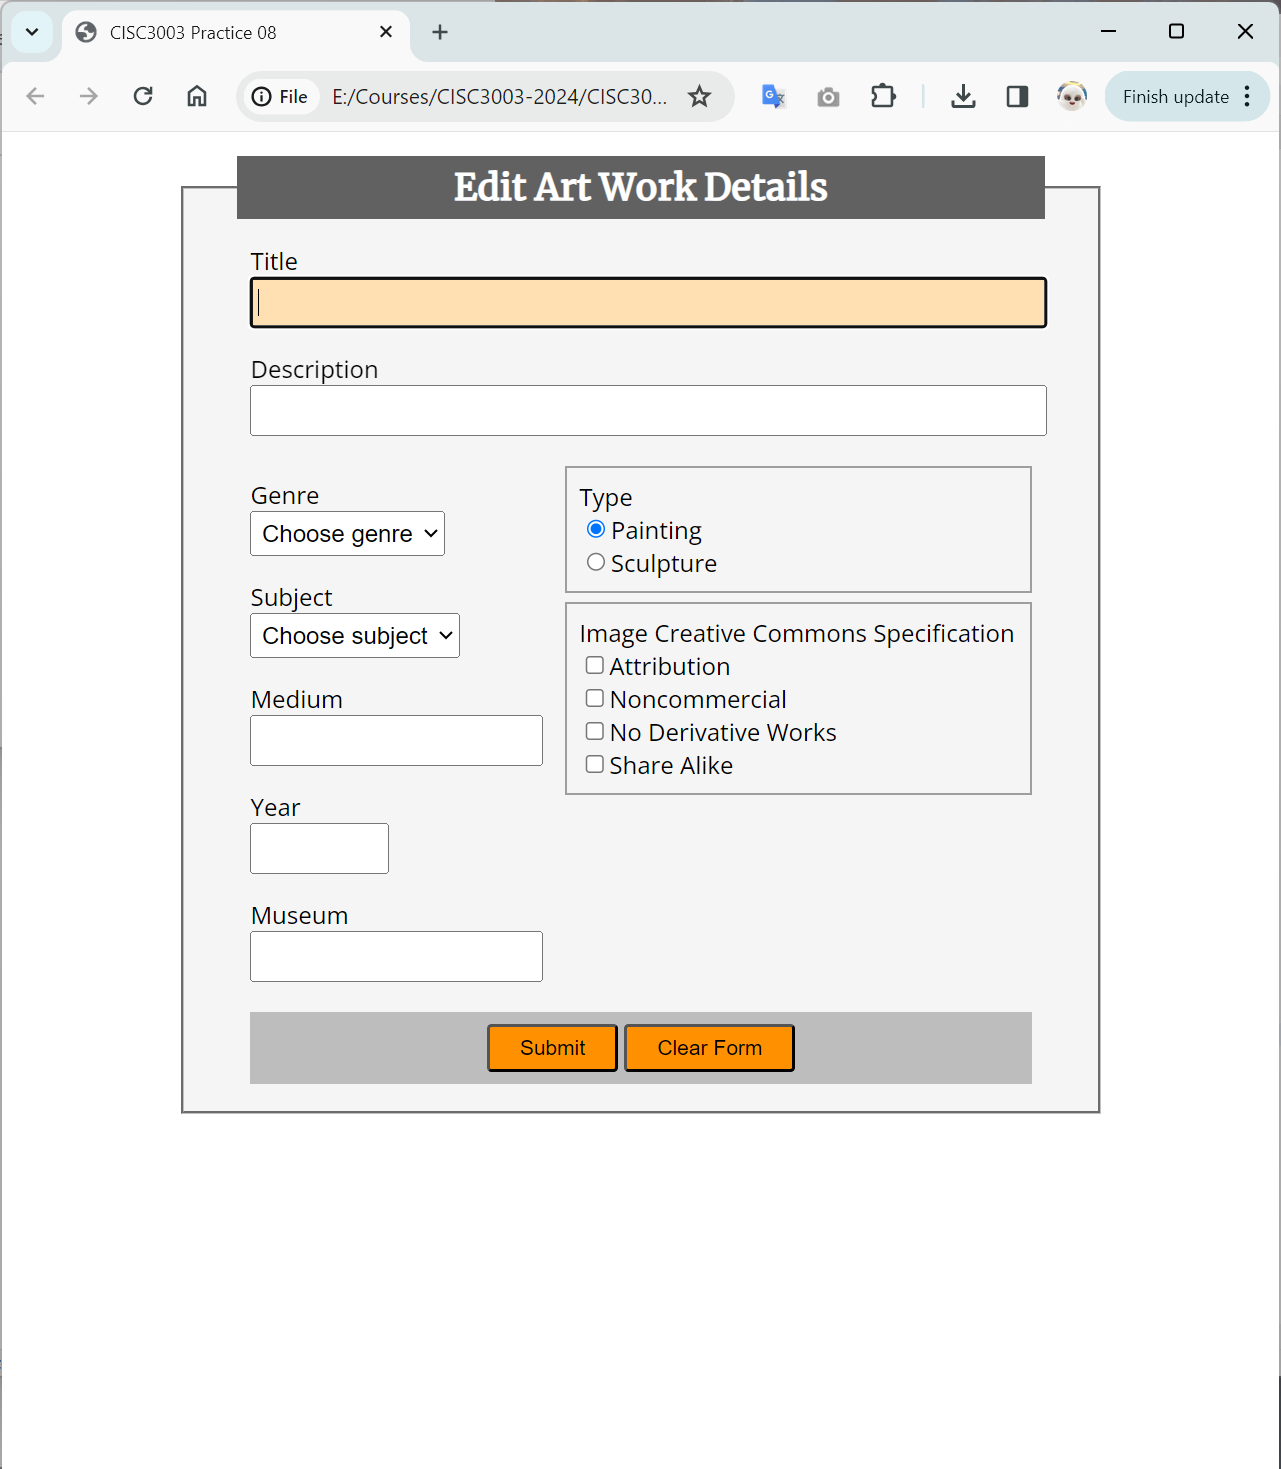 CISC3003 Practice 08
File E:/Courses/CISC3003-2024/CISC30... Finish update
Edit Art Work Details
Title
Description
Genre
Choose genre
Subject
Choose subject
Medium
Year
Museum
Type
Painting
Sculpture
Image Creative Commons Specification
Attribution
Noncommercial
No Derivative Works
Share Alike
Submit Clear Form